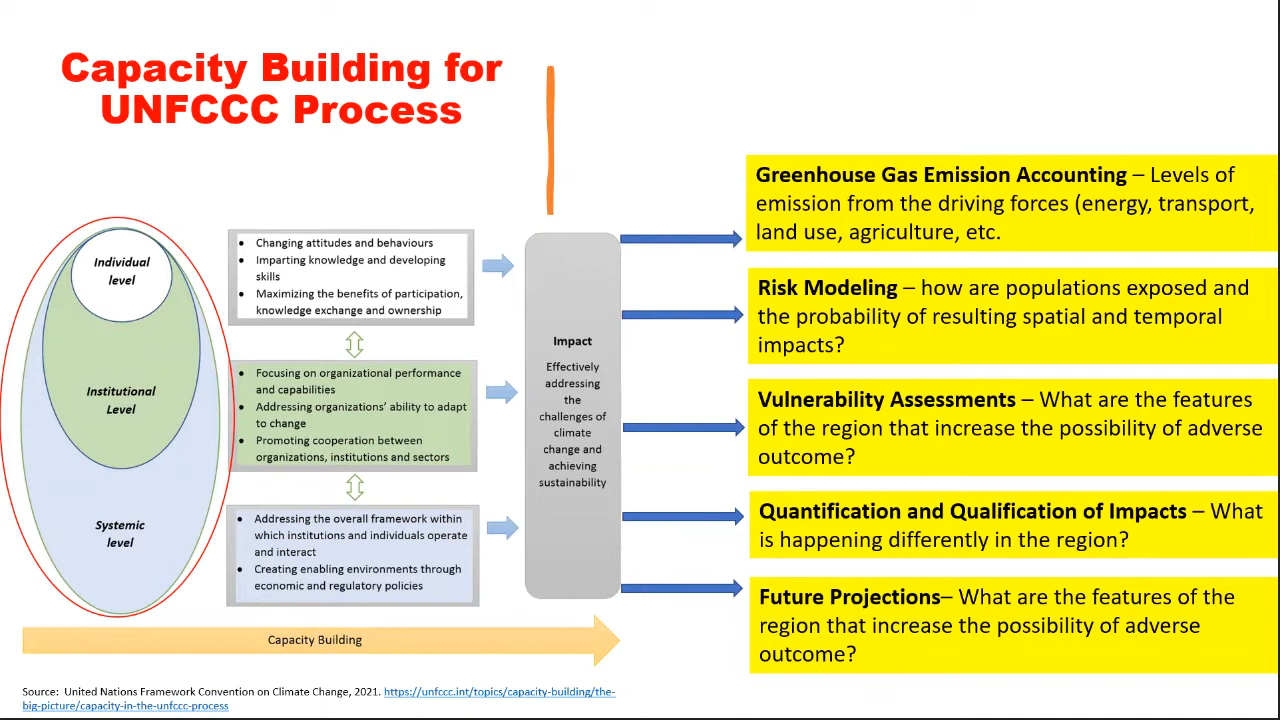 Capacity Building for
UNFCCC Process
Individual
level
Institutional
Level
Systemic
level
• Changing attitudes and behaviours
• Imparting knowledge and developing
skills
• Maximizing the benefits of participation,
knowledge exchange and ownership
• Focusing on organizational performance
and capabilities
• Addressing organizations’ ability to adapt
to change
• Promoting cooperation between
organizations, institutions and sectors
• Addressing the overall framework within
which institutions and individuals operate
and interact
• Creating enabling environments through
economic and regulatory policies
Impact
Effectively
addressing
the
challenges of
climate
change and
achieving
sustainability
Greenhouse Gas Emission Accounting – Levels of
emission from the driving forces (energy, transport,
land use, agriculture, etc.
Risk Modeling – how are populations exposed and
the probability of resulting spatial and temporal
impacts?
Vulnerability Assessments – What are the features
of the region that increase the possibility of adverse
outcome?
Quantification and Qualification of Impacts – What
is happening differently in the region?
Future Projections– What are the features of the
region that increase the possibility of adverse
outcome?
Capacity Building
Source: United Nations Framework Convention on Climate Change, 2021. https://unfccc.int/topics/capacity-building/the-
big-picture/capacity-in-the-unfccc-process